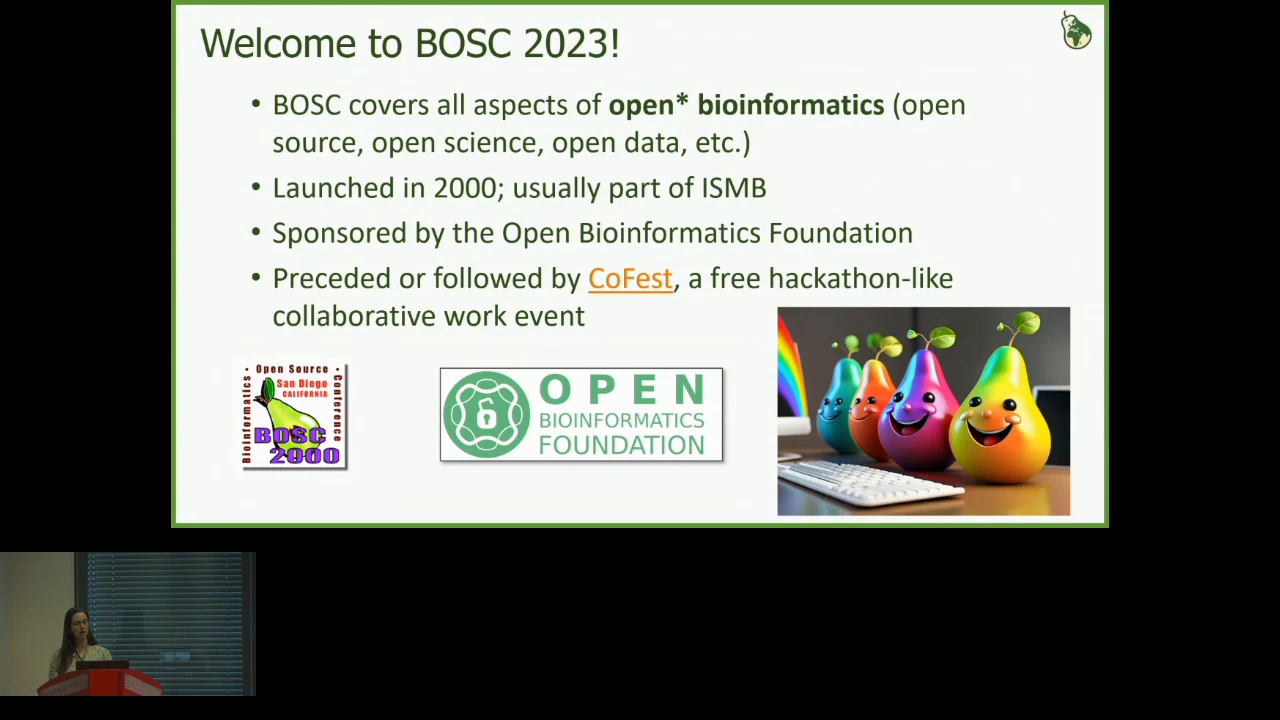 Welcome to BOSC 2023!
• BOSC covers all aspects of open* bioinformatics (open
source, open science, open data, etc.)
• Launched in 2000; usually part of ISMB
• Sponsored by the Open Bioinformatics Foundation
• Preceded or followed by CoFest, a free hackathon-like
collaborative work event
Bioinformatics • Open Source • Conference
San Diego
CALIFORNIA
BOSC
2000
OPEN
BIOINFORMATICS
FOUNDATION